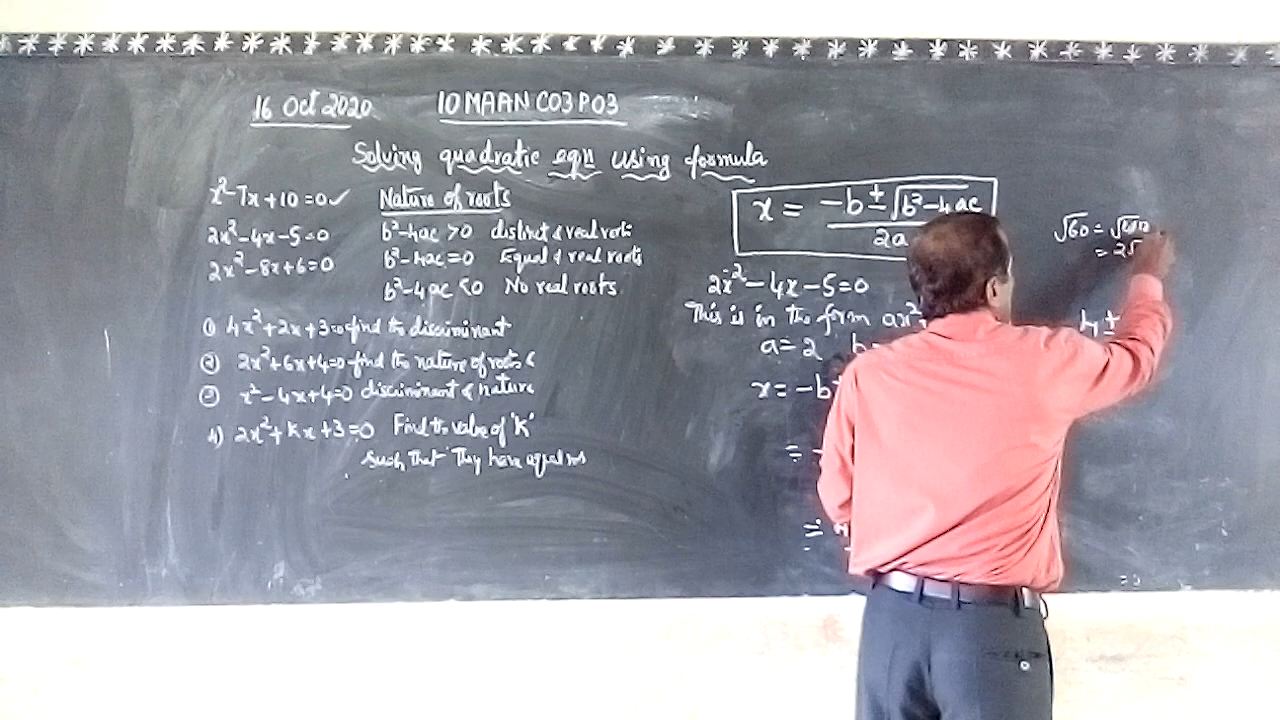 16 Oct 2020 10MAAN CO3PO3
Solving quadratic eqn using formula
x²-7x+10=0 ✓
2x²-4x-5=0
2x²-8x+6=0
Nature of roots
b²-4ac >0 distinct & real roots
b²-4ac=0 Equal & real roots
b²-4ac <0 No real roots
1) 4x²+2x+3=0 find the discriminant
2) 2x²+6x+4=0 find the nature of roots &
3) x²-4x+4=0 discriminant & nature
4) 2x²+Kx+3=0 Find the value of 'K'
such that They have equal
x = -b±√b²-4ac
2a
2x²-4x-5=0
This is in the form ax²
a=2 b=
x=-b
=
=
√60 =
= 2√
4±